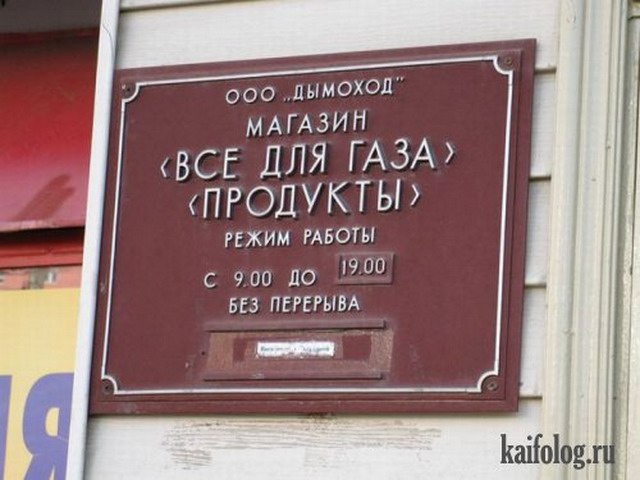 ООО „ДЫМОХОД"
МАГАЗИН
‹ВСЕ ДЛЯ ГАЗА›
‹ПРОДУКТЫ›
РЕЖИМ РАБОТЫ
С 9.00 ДО 19.00
БЕЗ ПЕРЕРЫВА
Я
kaifolog.ru